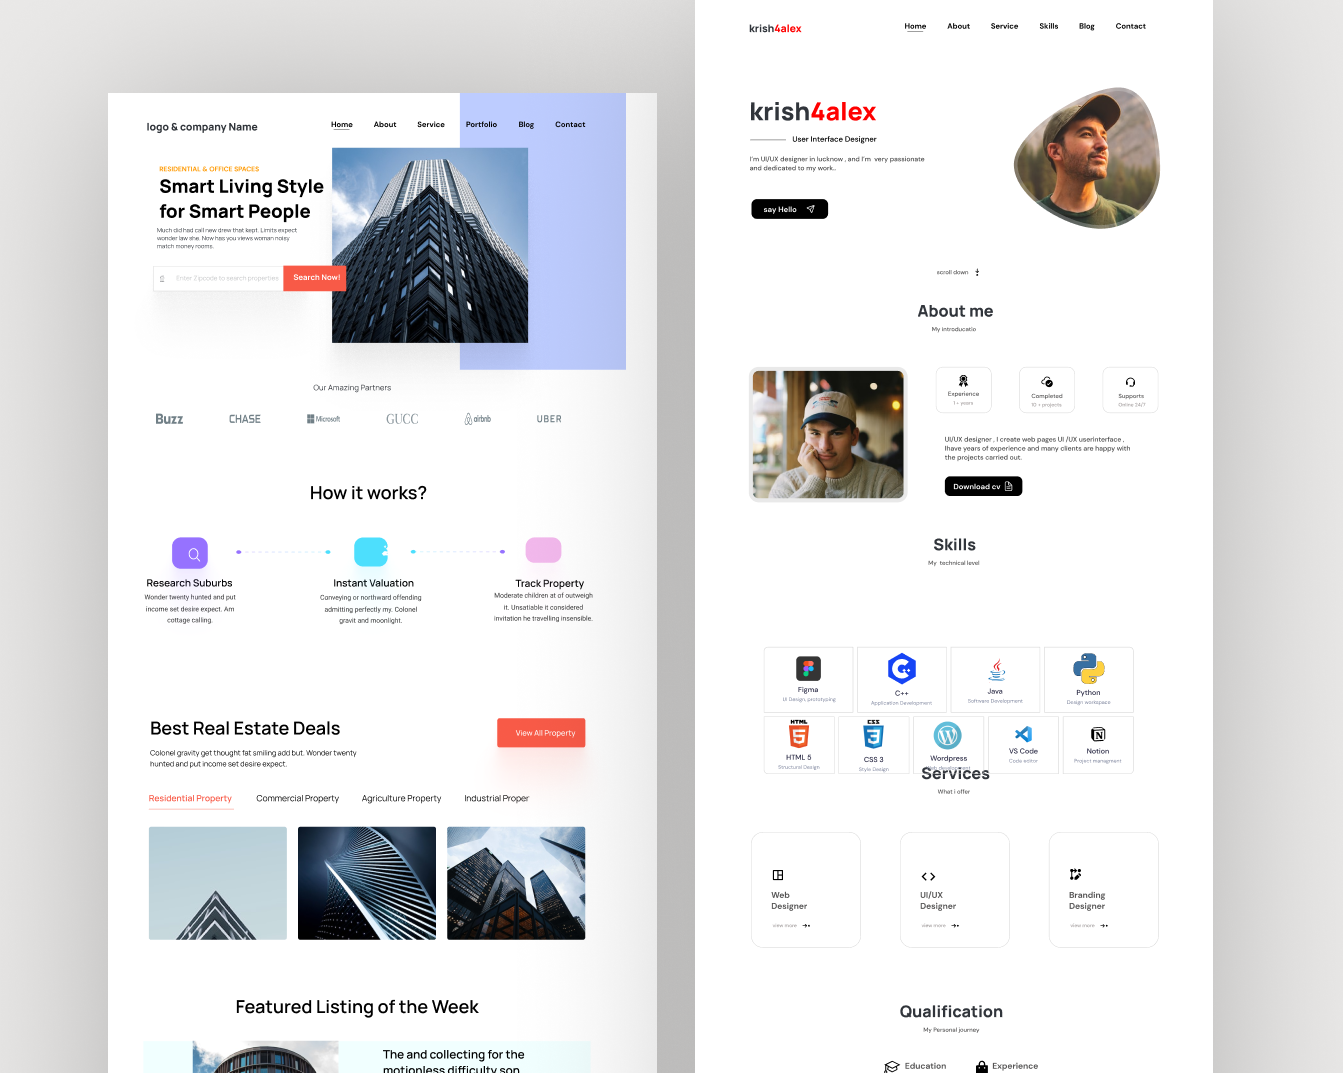 logo & company Name
Home About Service Portfolio Blog Contact
RESIDENTIAL & OFFICE SPACES
Smart Living Style
for Smart People
Much did had call new drew that kept. Limits expect
wonder law she. Now has you views woman noisy
match money rooms.
Enter Zipcode to search properties
Search Now!
Our Amazing Partners
Buzz CHASE Microsoft GUCC airbnb UBER
How it works?
Research Suburbs
Wonder twenty hunted and put
income set desire expect. Am
cottage calling.
Instant Valuation
Conveying or northward offending
admitting perfectly my. Colonel
gravit and moonlight.
Track Property
Moderate children at of outweigh
it. Unsatiable it considered
invitation he travelling insensible.
Best Real Estate Deals
Colonel gravity get thought fat smiling add but. Wonder twenty
hunted and put income set desire expect.
View All Property
Residential Property Commercial Property Agriculture Property Industrial Proper
Featured Listing of the Week
The and collecting for the
motionless difficulty son
krish4alex
Home About Service Skills Blog Contact
krish4alex
User Interface Designer
I'm UI/UX designer in lucknow , and I'm very passionate
and dedicated to my work..
say Hello
scroll down
About me
My introducatio
Experience
1+ years
Completed
10 + projects
Supports
Online 24/7
UI/UX designer , I create web pages UI /UX userinterface ,
Ihave years of experience and many clients are happy with
the projects carried out.
Download cv
Skills
My technical level
Figma
UI Design, prototyping
C++
Application Development
Java
Software Development
Python
Design workspace
HTML
HTML 5
Structural Design
CSS
CSS 3
Style Design
Wordpress
Web development
VS Code
Code editor
Notion
Project managment
Services
What i offer
Web
Designer
view more
UI/UX
Designer
view more
Branding
Designer
view more
Qualification
My Personal journey
Education Experience